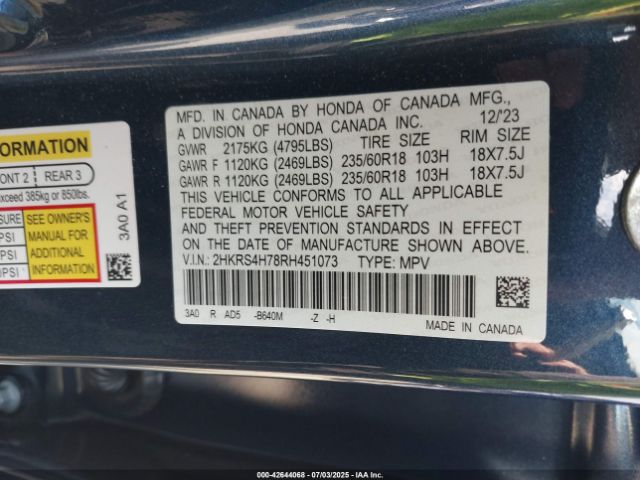 ORMATION
ONT 2 REAR 3
xceed 385kg or 850lbs.
SURE SEE OWNER'S
PSI MANUAL FOR
PSI ADDITIONAL
PSI INFORMATION
3A0 A1
MFD. IN CANADA BY HONDA OF CANADA MFG.,
A DIVISION OF HONDA CANADA INC. 12/'23
GVWR 2175KG (4795LBS) TIRE SIZE RIM SIZE
GAWR F 1120KG (2469LBS) 235/60R18 103H 18X7.5J
GAWR R 1120KG (2469LBS) 235/60R18 103H 18X7.5J
THIS VEHICLE CONFORMS TO ALL APPLICABLE
FEDERAL MOTOR VEHICLE SAFETY
AND THEFT PREVENTION STANDARDS IN EFFECT
ON THE DATE OF MANUFACTURE SHOWN ABOVE.
V.I.N.: 2HKRS4H78RH451073 TYPE: MPV
3A0 R AD5 -B640M -Z -H
MADE IN CANADA
000-42644068 | 07/03/2025 | IAA Inc.